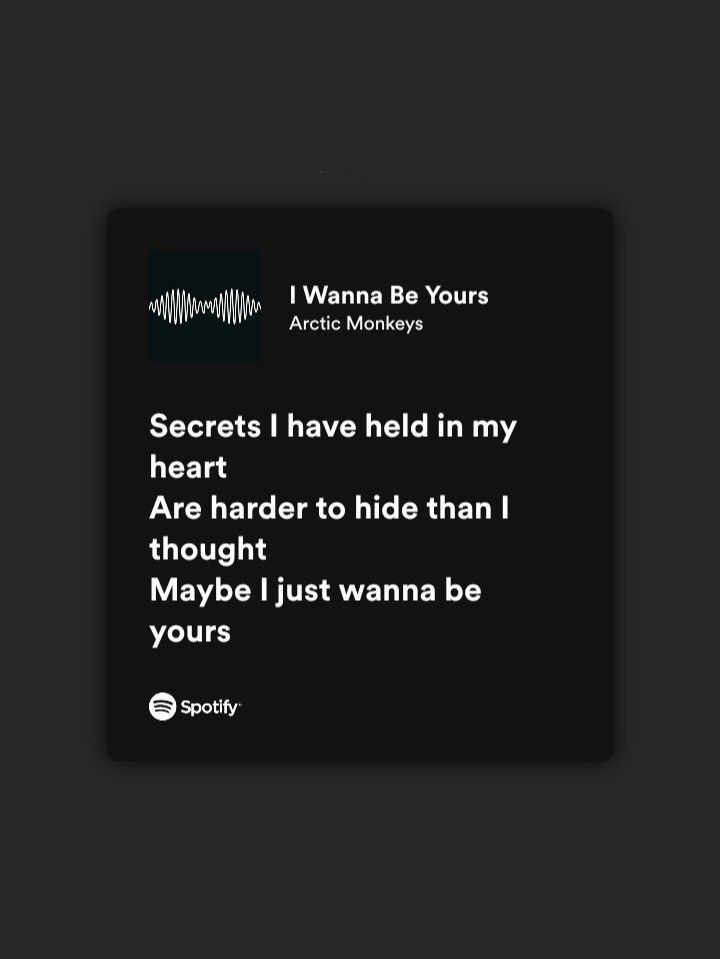 I Wanna Be Yours
Arctic Monkeys
Secrets I have held in my
heart
Are harder to hide than I
thought
Maybe I just wanna be
yours
Spotify